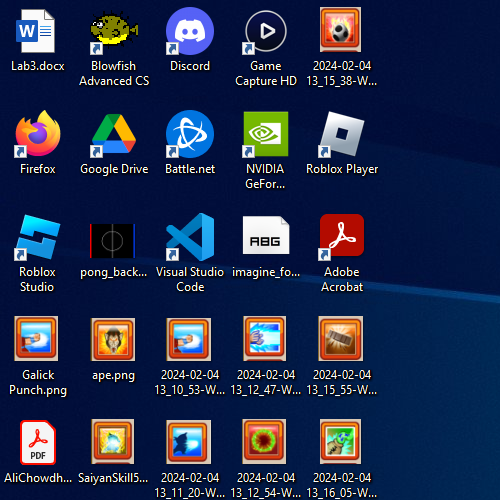 Lab3.docx
Blowfish
Advanced CS
Discord
Game
Capture HD
2024-02-04
13_15_38-W...
Firefox
Google Drive
Battle.net
NVIDIA
GeFor...
Roblox Player
Roblox
Studio
pong_back...
Visual Studio
Code
ABG
imagine_fo...
Adobe
Acrobat
Galick
Punch.png
ape.png
2024-02-04
13_10_53-W...
2024-02-04
13_12_47-W...
2024-02-04
13_15_55-W...
PDF
AliChowdh...
SaiyanSkill5...
2024-02-04
13_11_20-W...
2024-02-04
13_12_54-W...
2024-02-04
13_16_05-W...